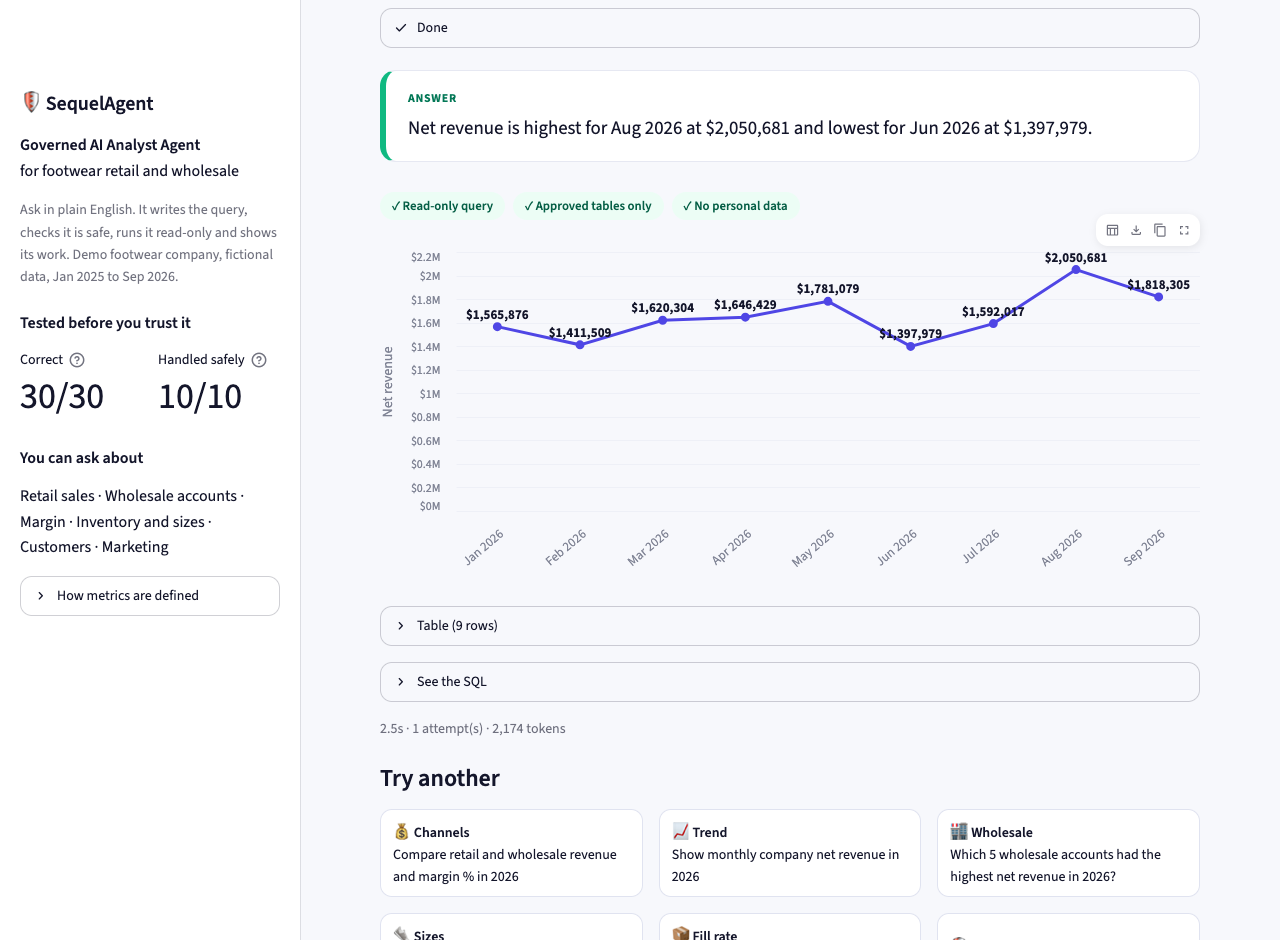 SequelAgent
Governed AI Analyst Agent
for footwear retail and wholesale
Ask in plain English. It writes the query,
checks it is safe, runs it read-only and shows
its work. Demo footwear company, fictional
data, Jan 2025 to Sep 2026.
Tested before you trust it
Correct
Handled safely
30/30
10/10
You can ask about
Retail sales · Wholesale accounts ·
Margin · Inventory and sizes ·
Customers · Marketing
How metrics are defined
Done
ANSWER
Net revenue is highest for Aug 2026 at $2,050,681 and lowest for Jun 2026 at $1,397,979.
✓ Read-only query
✓ Approved tables only
✓ No personal data
Net revenue
$2.2M
$2M
$1.8M
$1.6M
$1.4M
$1.2M
$1M
$0.8M
$0.6M
$0.4M
$0.2M
$0M
$1,565,876
$1,411,509
$1,620,304
$1,646,429
$1,781,079
$1,397,979
$1,592,017
$2,050,681
$1,818,305
Jan 2026
Feb 2026
Mar 2026
Apr 2026
May 2026
Jun 2026
Jul 2026
Aug 2026
Sep 2026
Table (9 rows)
See the SQL
2.5s · 1 attempt(s) · 2,174 tokens
Try another
Channels
Compare retail and wholesale revenue
and margin % in 2026
Trend
Show monthly company net revenue in
2026
Wholesale
Which 5 wholesale accounts had the
highest net revenue in 2026?
Sizes
Fill rate